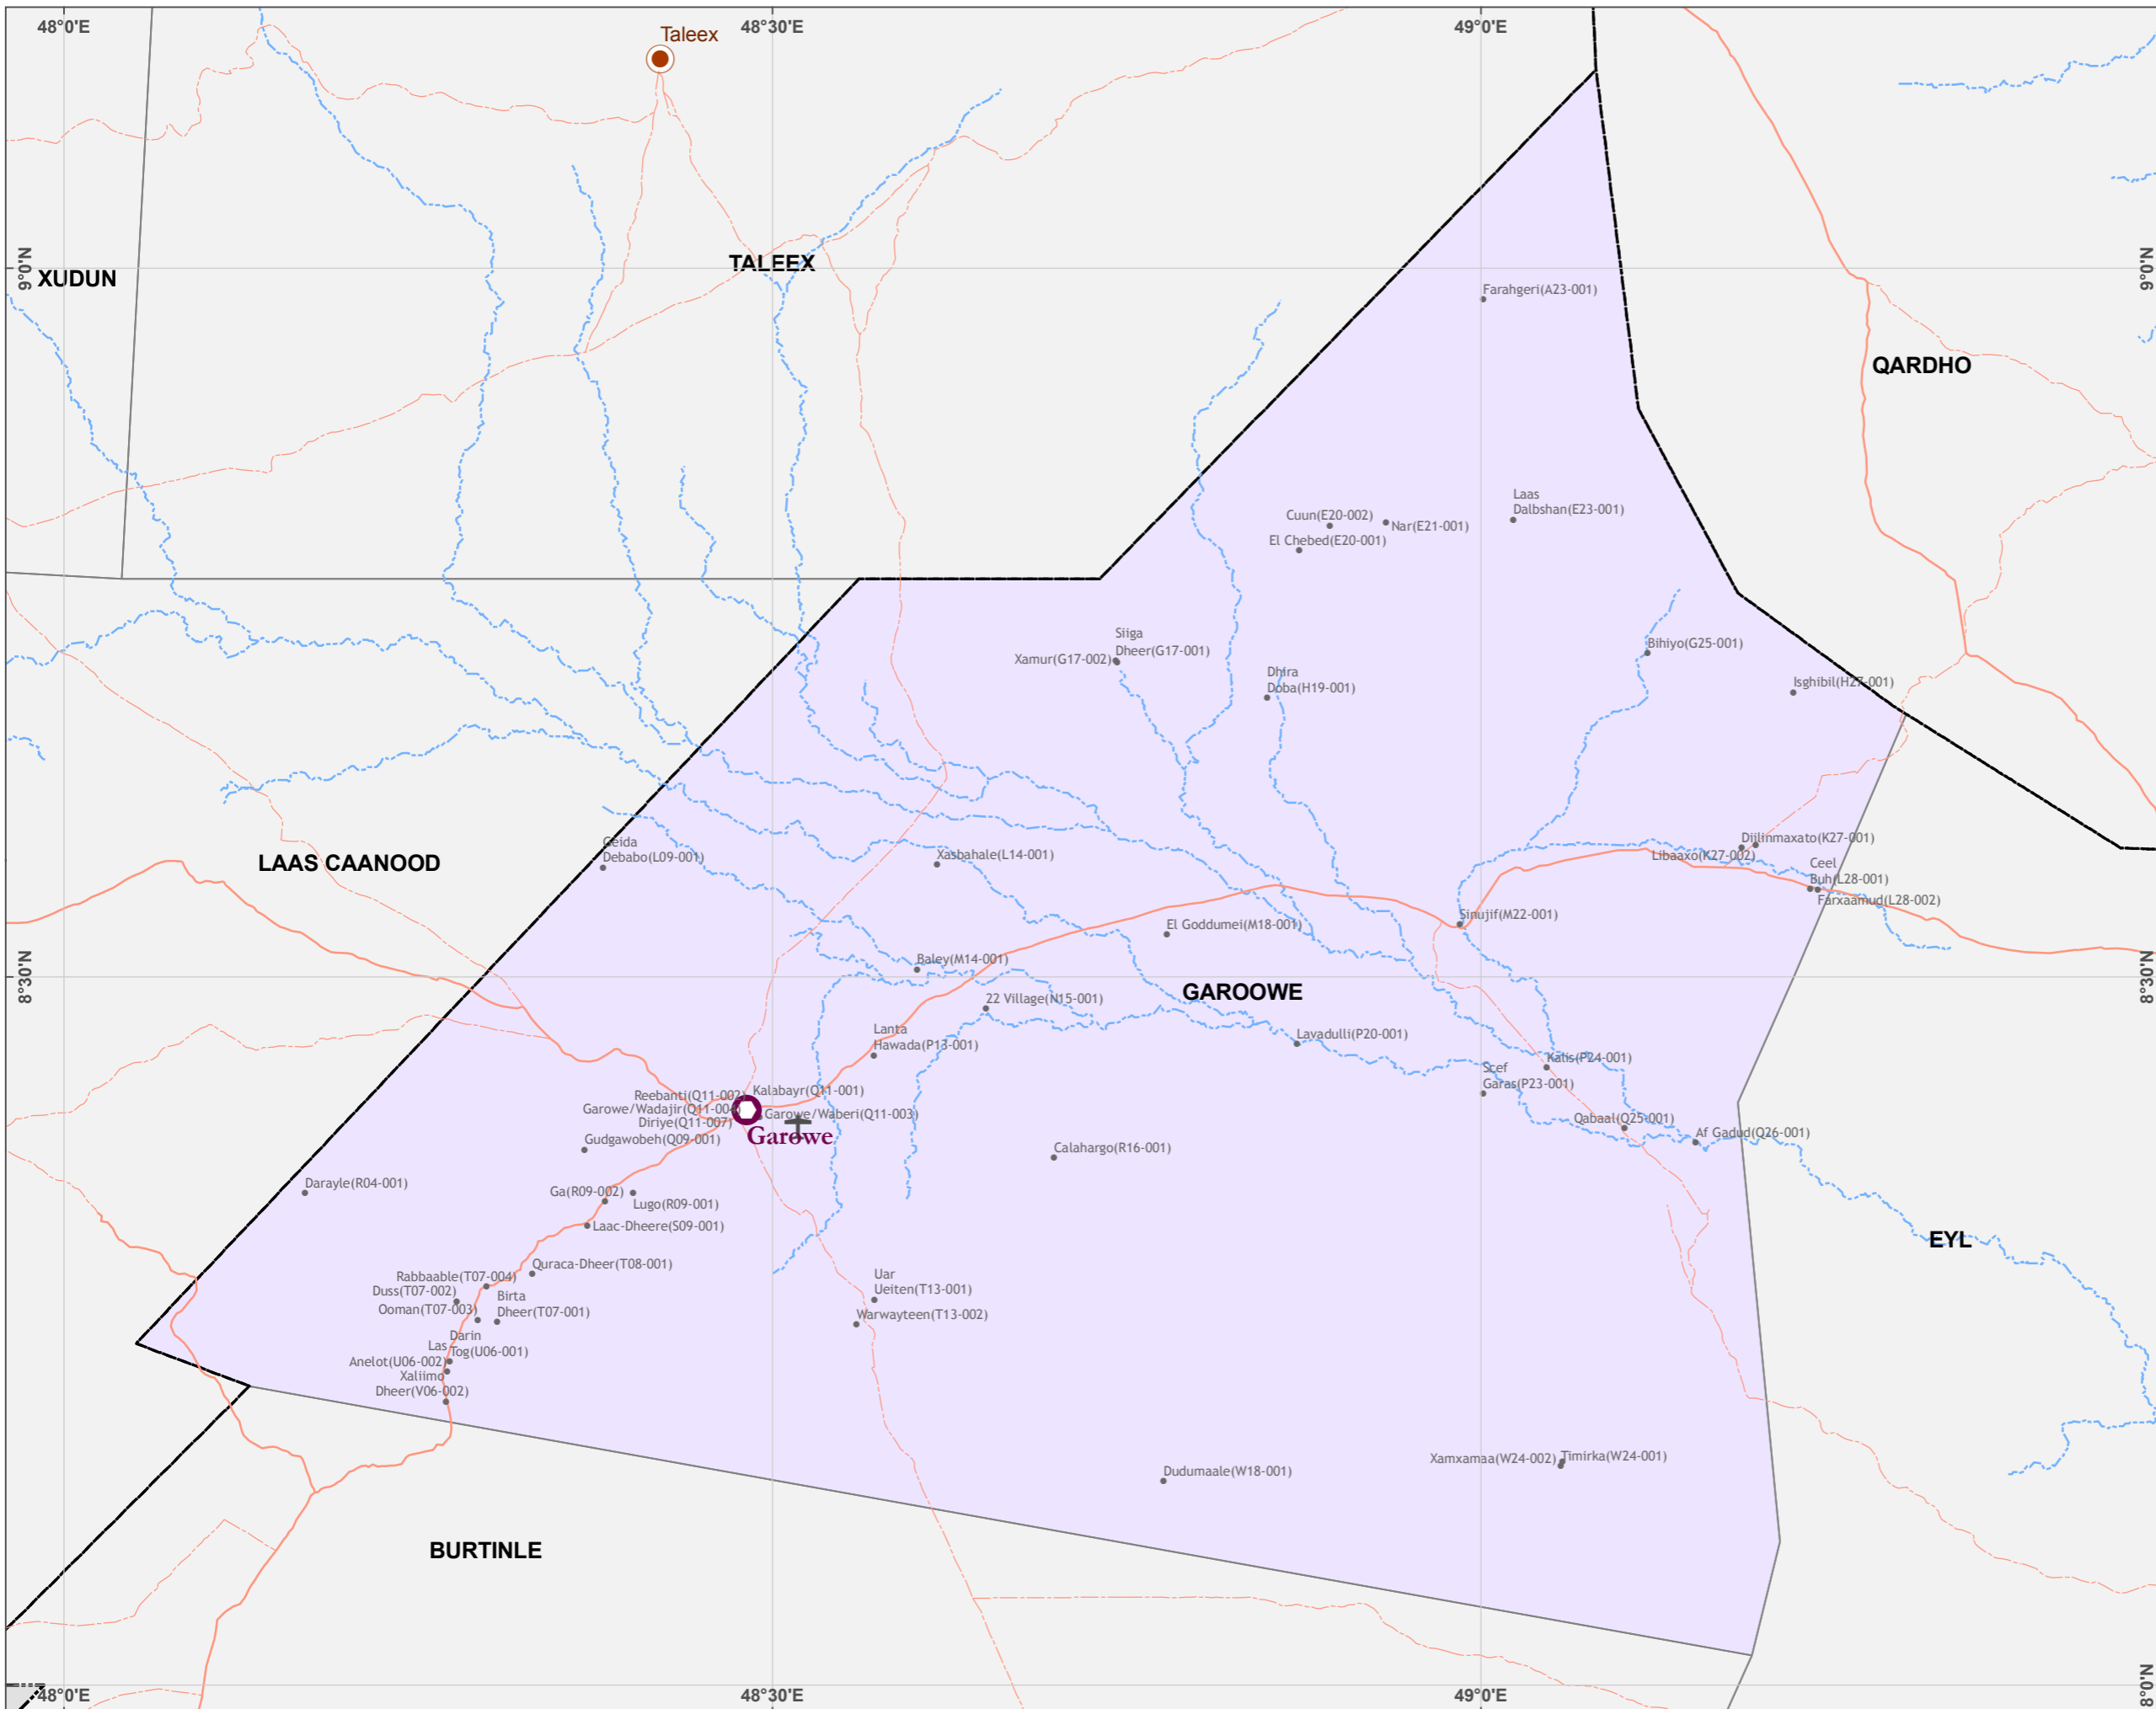 48°0'E
48°30'E
49°0'E
Taleex
9°0'N
9°0'N
XUDUN
TALEEX
Farahgeri(A23-001)
QARDHO
Laas
Dalbshan(E23-001)
Cuun(E20-002)
Nar(E21-001)
El Chebed(E20-001)
Siiga
Dheer(G17-001)
Xamur(G17-002)
Bihiyo(G25-001)
Dhira
Doba(H19-001)
Isghibil(H27-001)
Geida
Debabo(L09-001)
LAAS CAANOOD
Xasbahale(L14-001)
Diilinmaxato(K27-001)
Libaaxo(K27-002)
Ceel
Buh(L28-001)
Farxaamud(L28-002)
Sinujif(M22-001)
El Goddumei(M18-001)
Baley(M14-001)
8°30'N
8°30'N
GAROOWE
22 Village(N15-001)
Lanta
Hawada(P13-001)
Lavadulli(P20-001)
Kalis(P24-001)
Scef
Garas(P23-001)
Kalabayr(Q11-001)
Reebanti(Q11-002)
Garowe/Wadajir(Q11-004)
Garowe/Waberi(Q11-003)
Diriye(Q11-007)
Garowe
Qabaal(Q25-001)
Af Gadud(Q26-001)
Gudgawobeh(Q09-001)
Calahargo(R16-001)
Darayle(R04-001)
Ga(R09-002)
Lugo(R09-001)
Laac-Dheere(S09-001)
EYL
Quraca-Dheer(T08-001)
Rabbaable(T07-004)
Duss(T07-002)
Birta
Dheer(T07-001)
Ooman(T07-003)
Uar
Ueiten(T13-001)
Warwayteen(T13-002)
Darin
Tog(U06-001)
Las
Anelot(U06-002)
Xaliimo
Dheer(V06-002)
Xamxamaa(W24-002)
Timirka(W24-001)
Dudumaale(W18-001)
BURTINLE
8°0'N
48°0'E
48°30'E
49°0'E